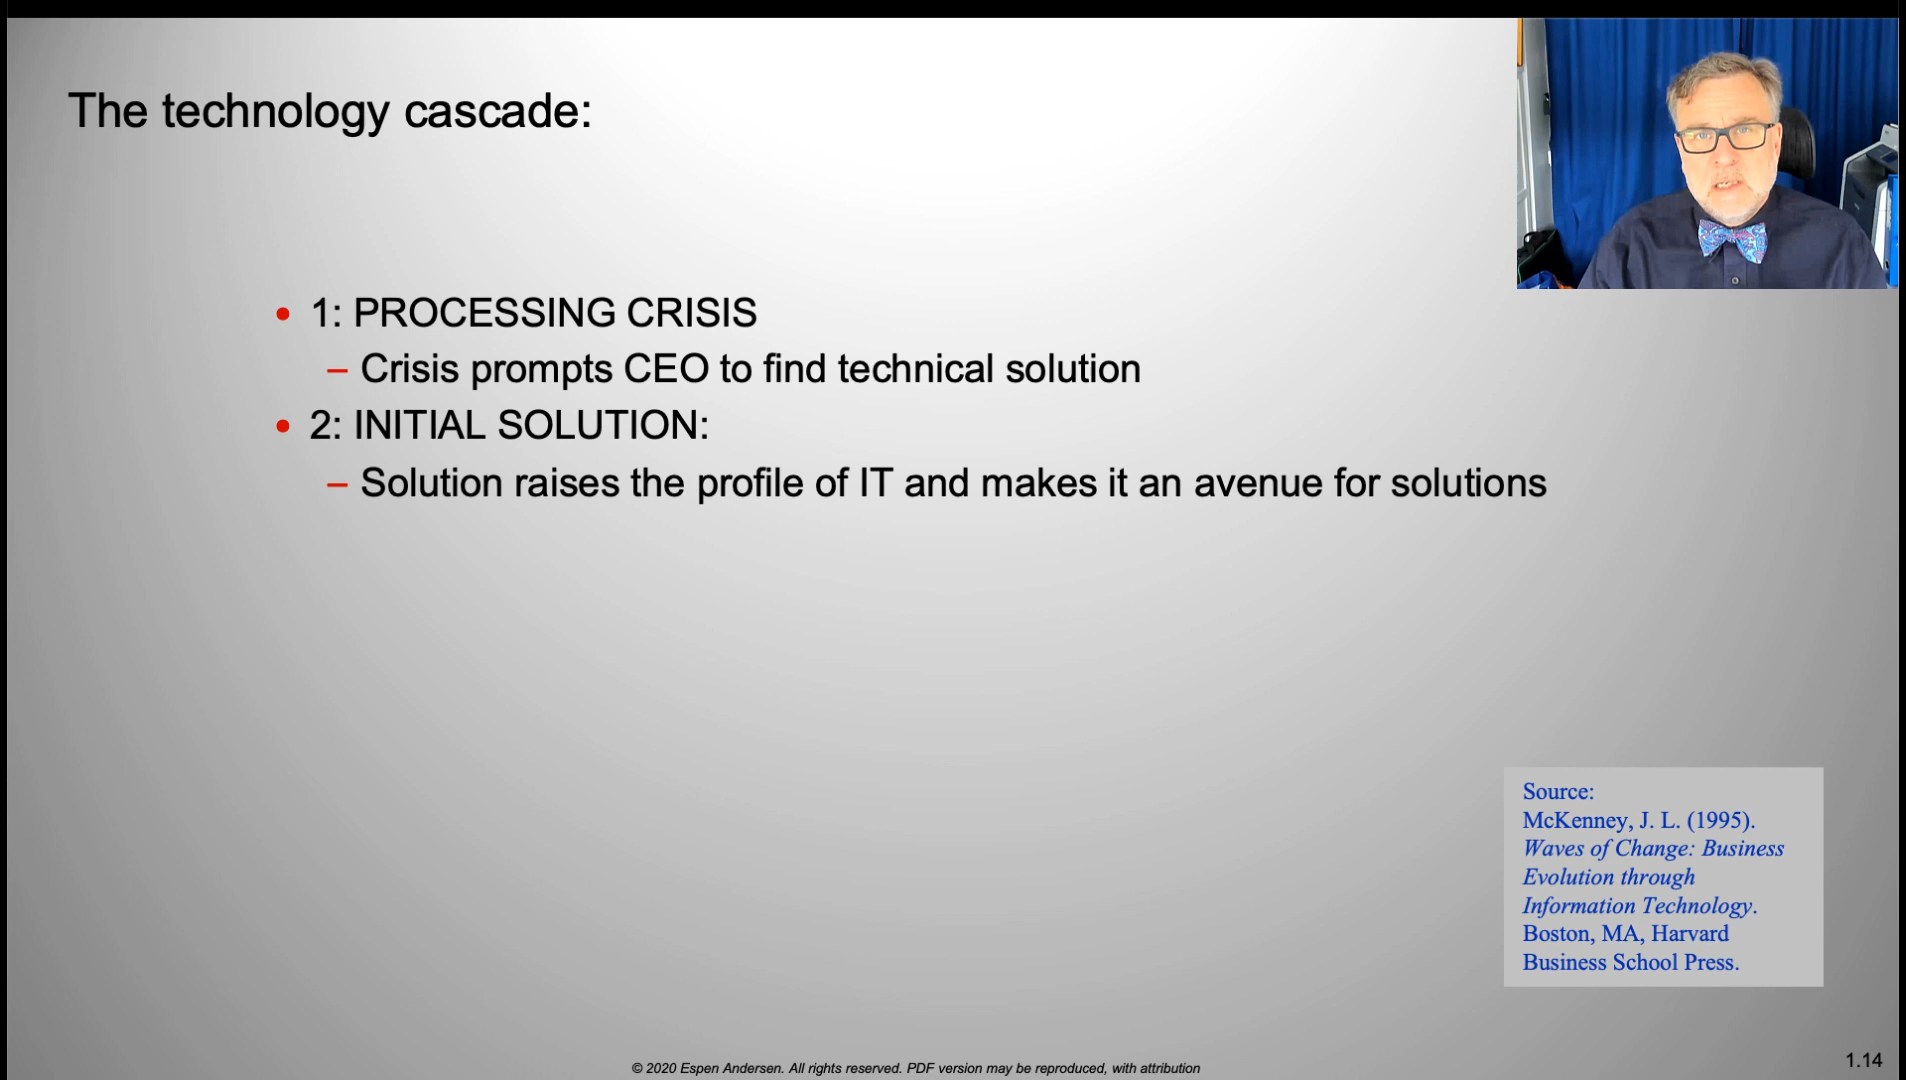 The technology cascade:
• 1: PROCESSING CRISIS
– Crisis prompts CEO to find technical solution
• 2: INITIAL SOLUTION:
– Solution raises the profile of IT and makes it an avenue for solutions
Source:
McKenney, J. L. (1995).
Waves of Change: Business
Evolution through
Information Technology.
Boston, MA, Harvard
Business School Press.
© 2020 Espen Andersen. All rights reserved. PDF version may be reproduced, with attribution
1.14